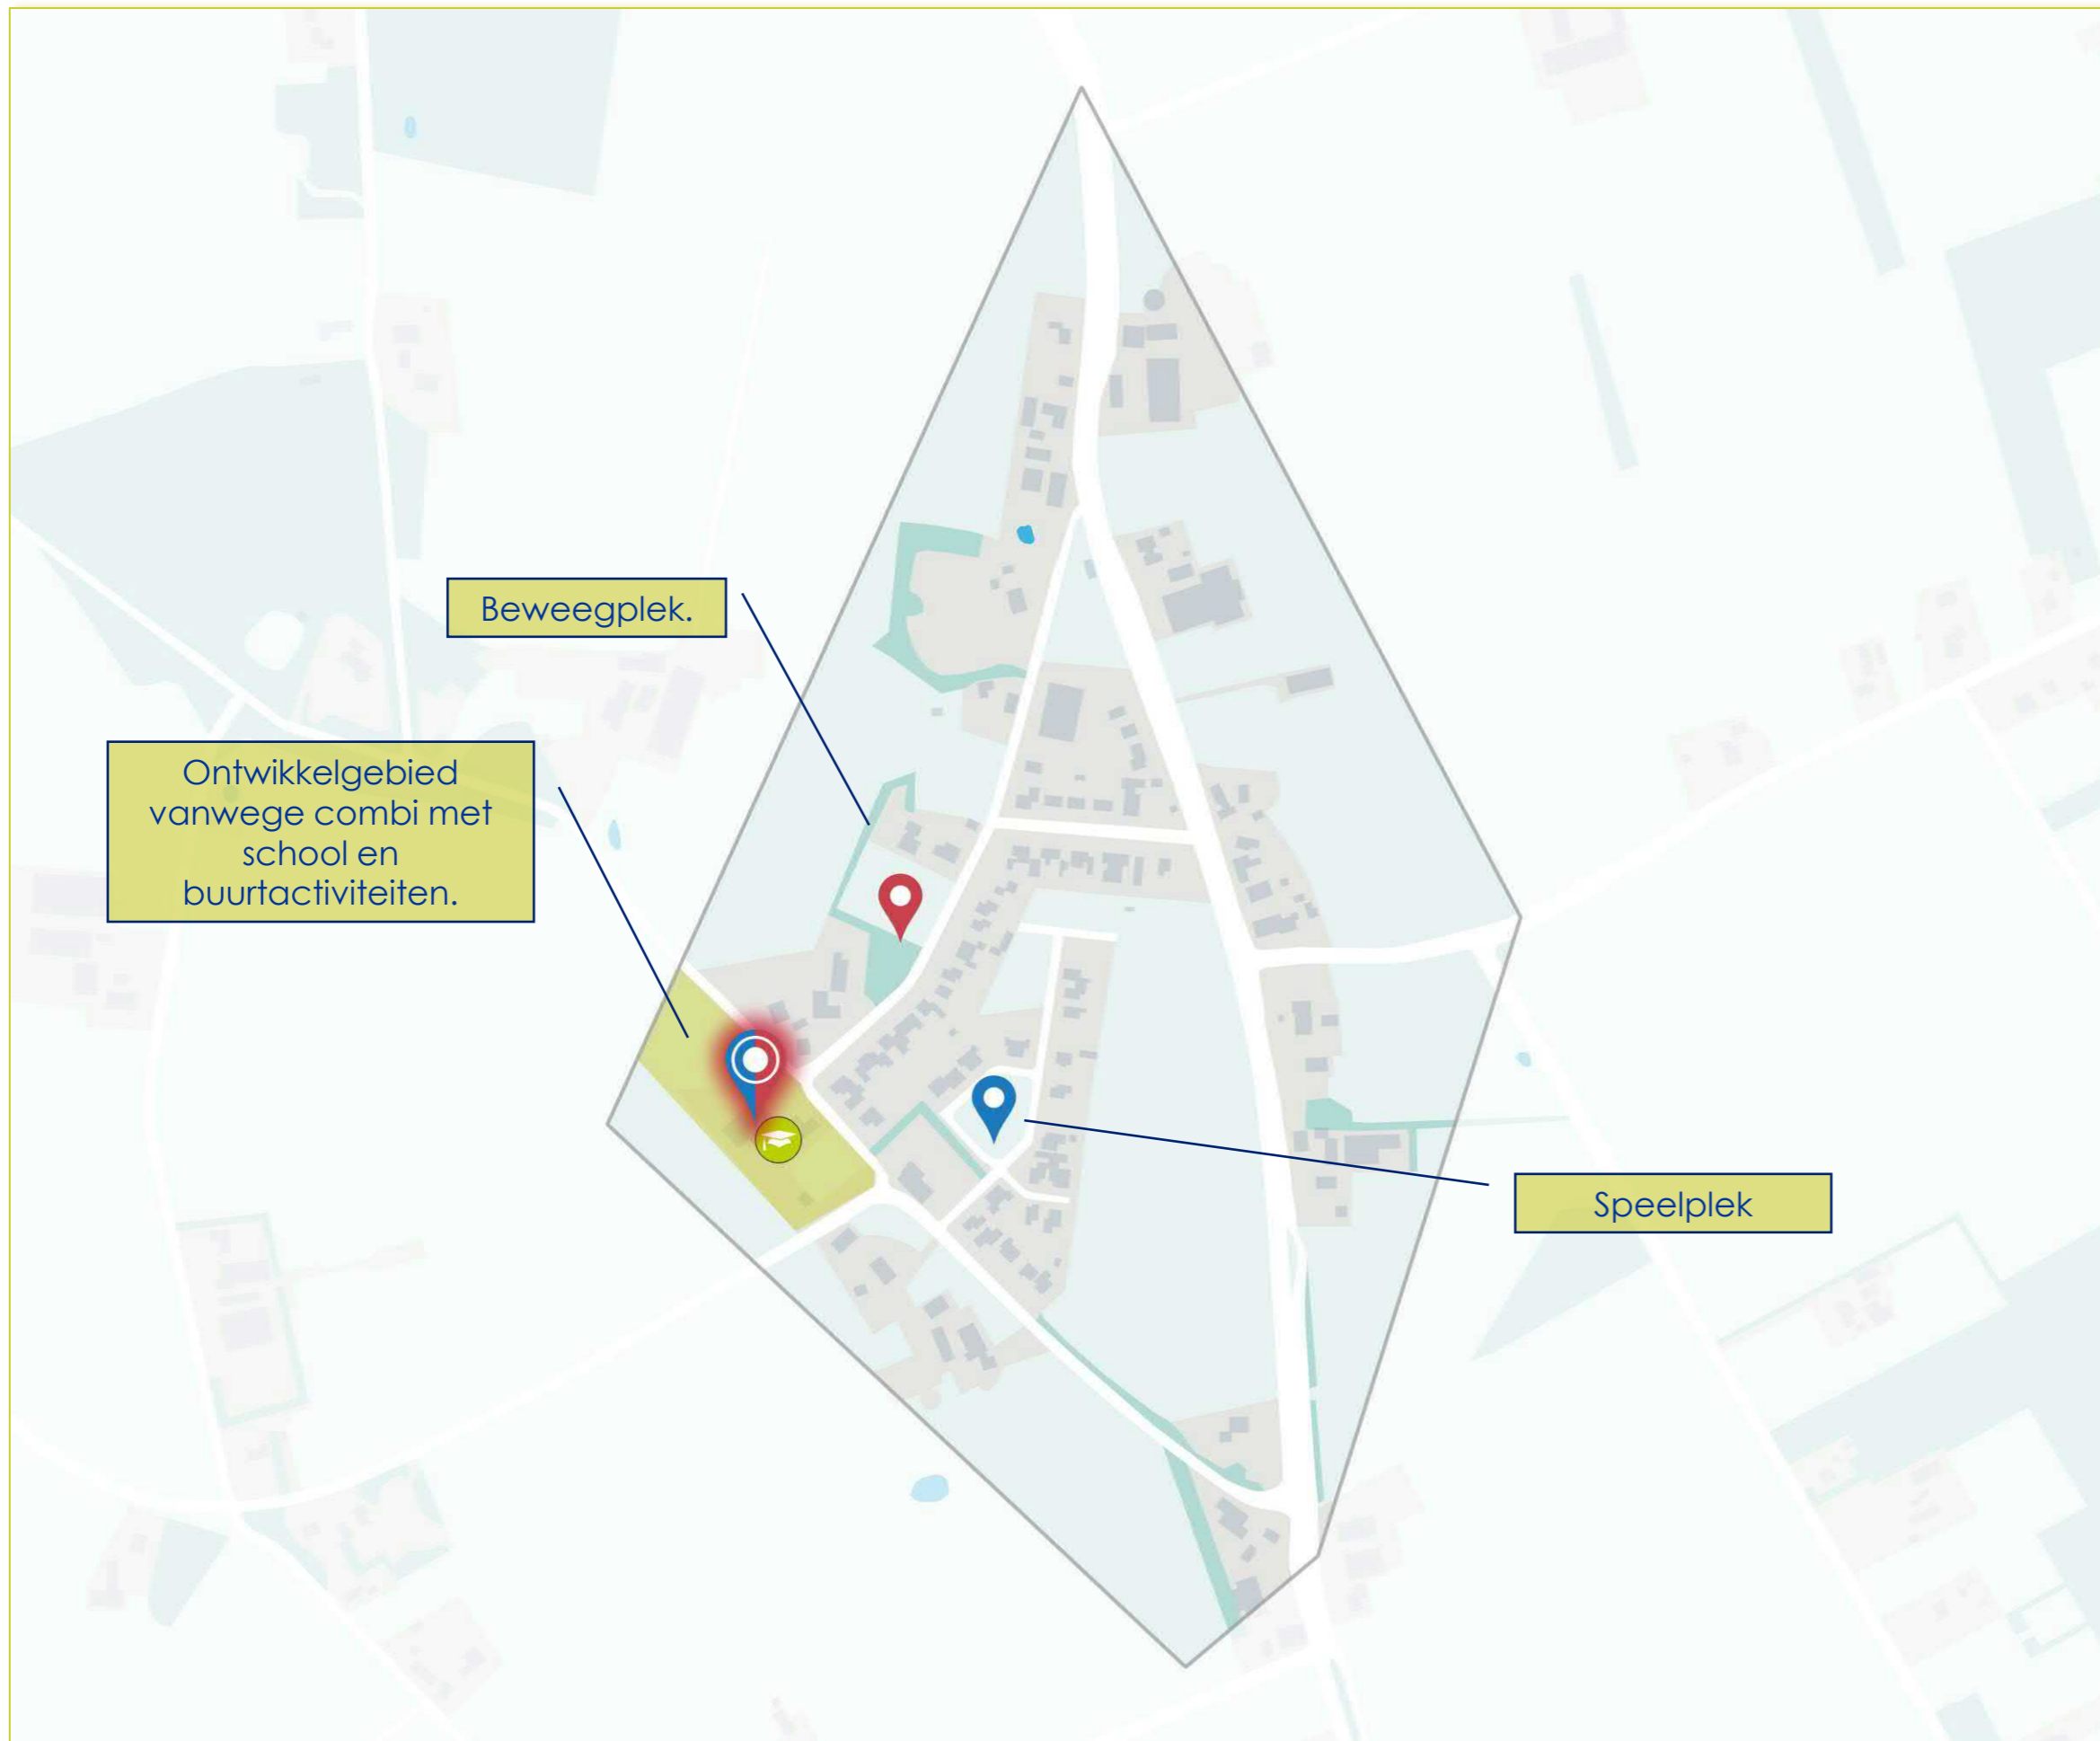 Beweegplek.
Ontwikkelgebied
vanwege combi met
school en
buurtactiviteiten.
Speelplek